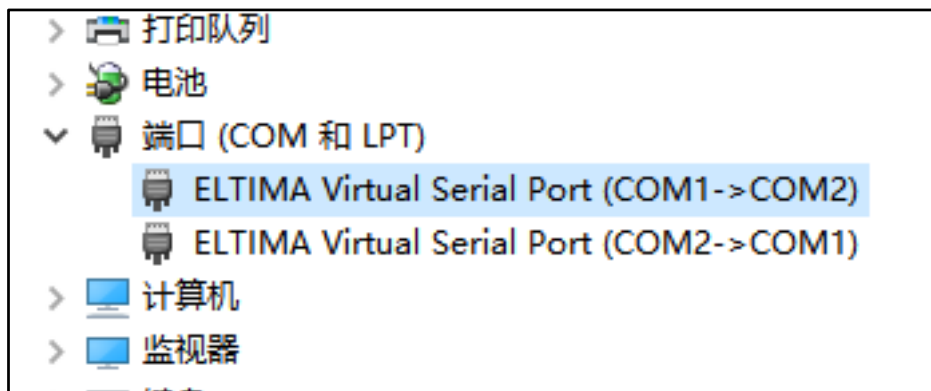 打印队列
电池
端口 (COM 和 LPT)
ELTIMA Virtual Serial Port (COM1->COM2)
ELTIMA Virtual Serial Port (COM2->COM1)
计算机
监视器